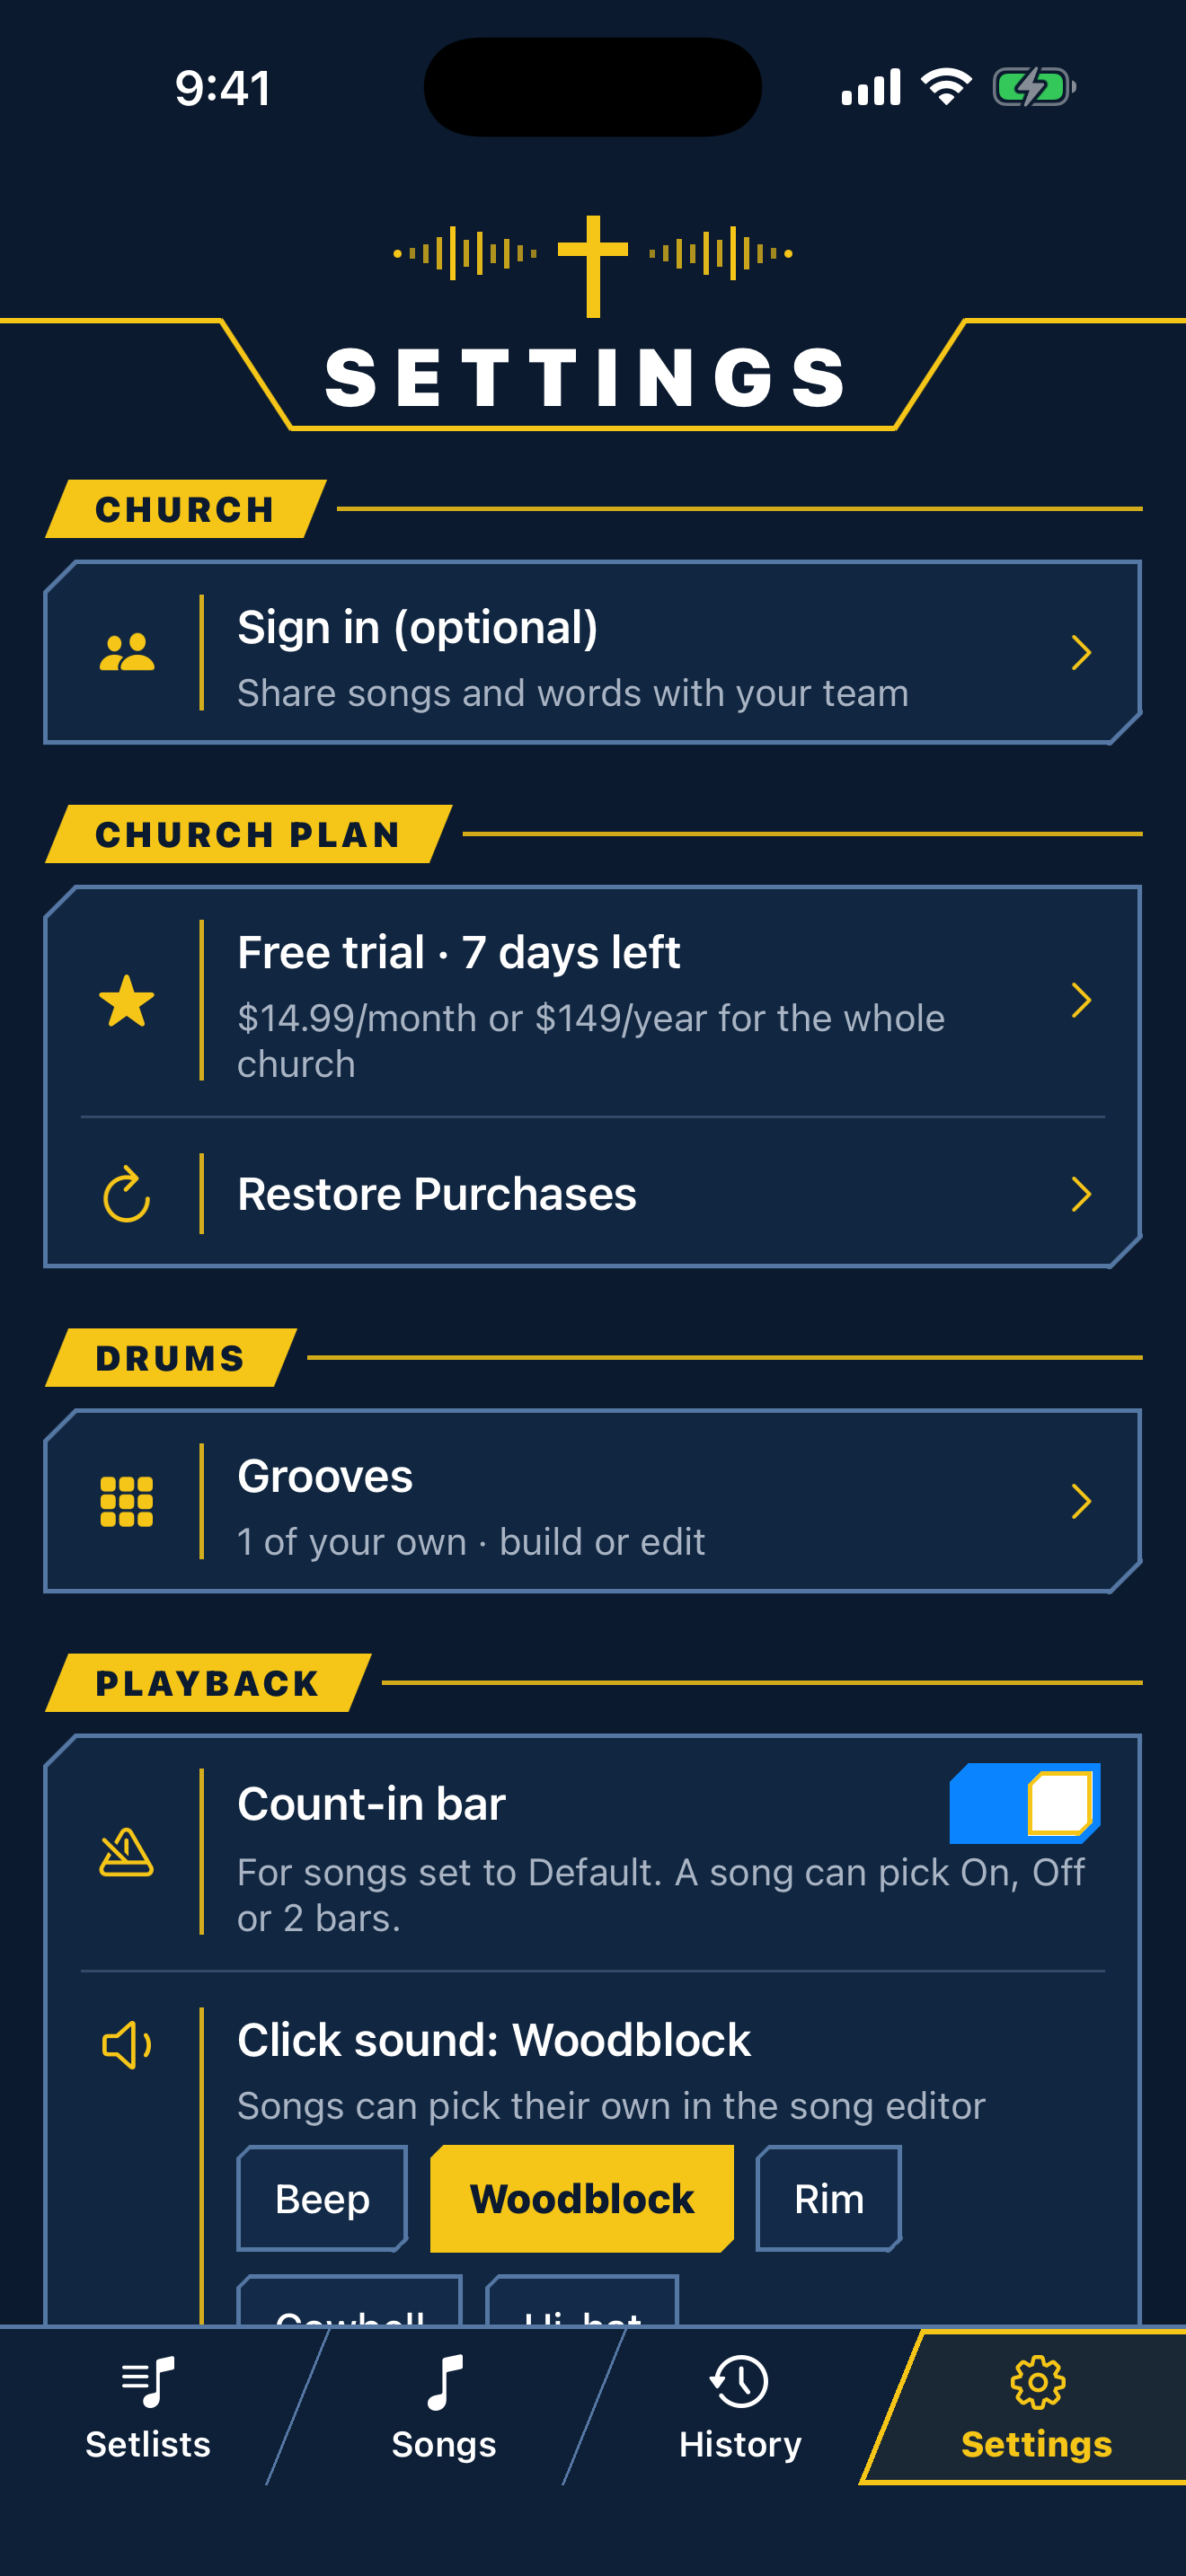 9:41
SETTINGS
CHURCH
Sign in (optional)
Share songs and words with your team
CHURCH PLAN
Free trial · 7 days left
$14.99/month or $149/year for the whole
church
Restore Purchases
DRUMS
Grooves
1 of your own · build or edit
PLAYBACK
Count-in bar
For songs set to Default. A song can pick On, Off
or 2 bars.
Click sound: Woodblock
Songs can pick their own in the song editor
Beep Woodblock Rim
Cowbell Hi-hat
Setlists Songs History Settings